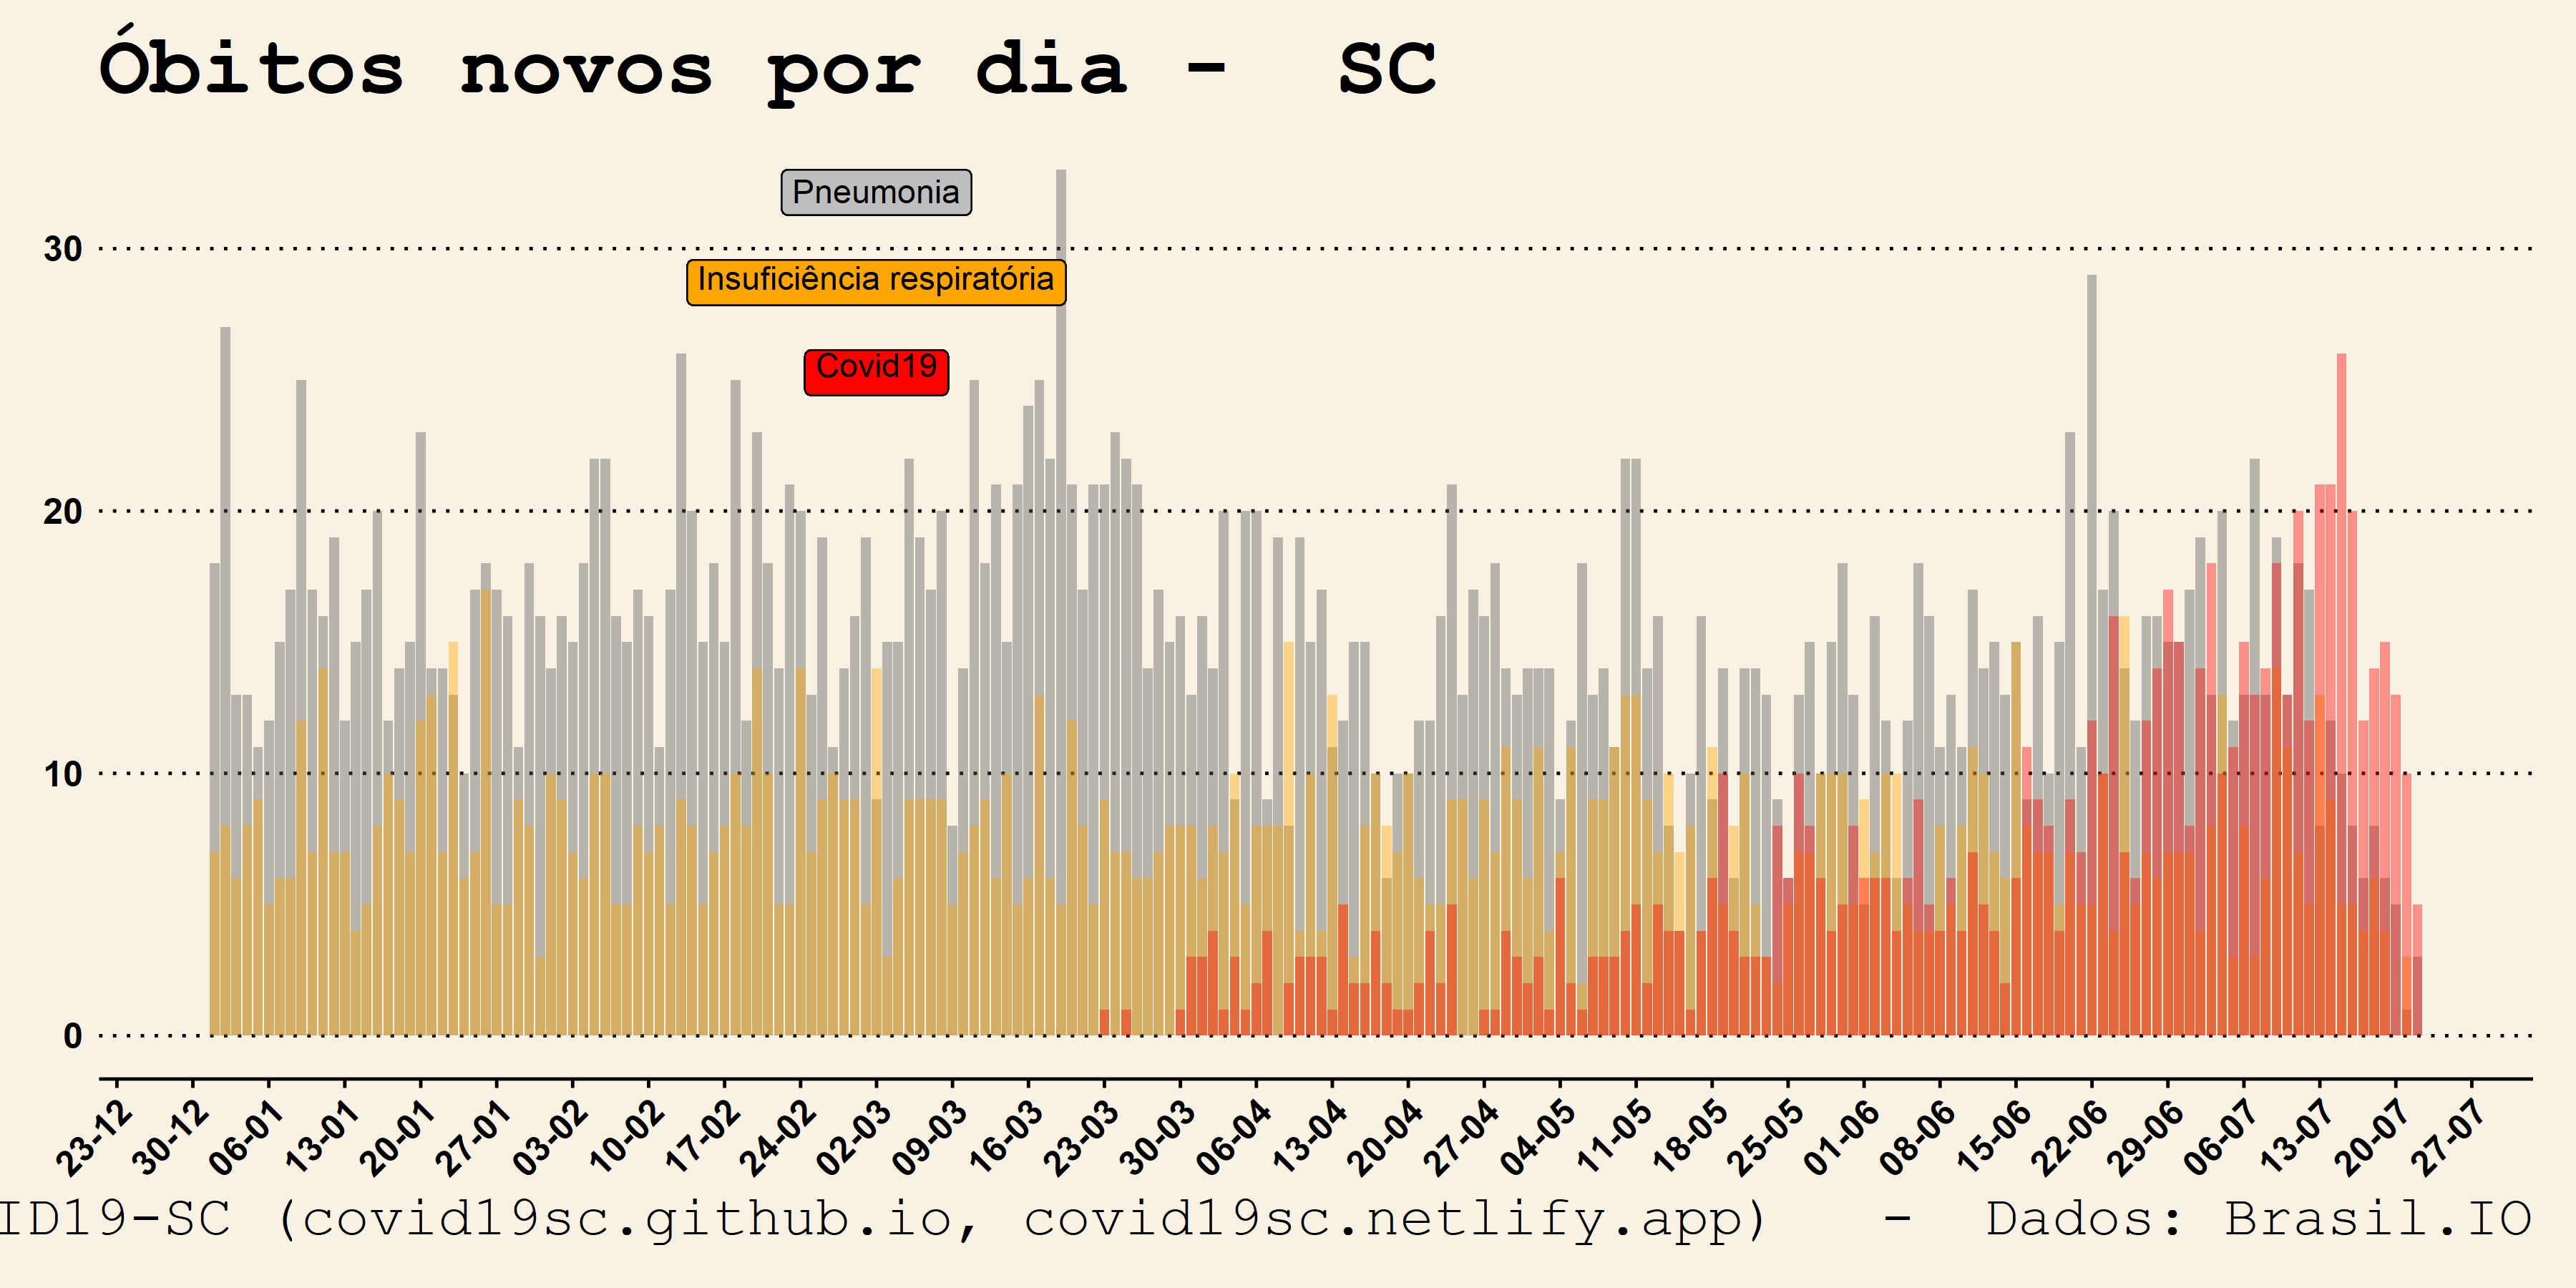 Óbitos novos por dia - SC
Pneumonia
30
Insuficiência respiratória
Covid19
20
10
0
23-12 30-12 06-01 13-01 20-01 27-01 03-02 10-02 17-02 24-02 02-03 09-03 16-03 23-03 30-03 06-04 13-04 20-04 27-04 04-05 11-05 18-05 25-05 01-06 08-06 15-06 22-06 29-06 06-07 13-07 20-07 27-07
ID19-SC (covid19sc.github.io, covid19sc.netlify.app) - Dados: Brasil.IO